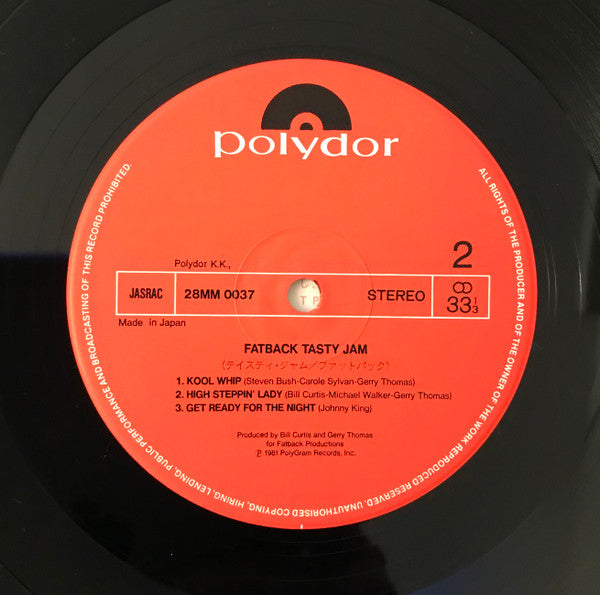 polydor
2
Polydor K.K.,
JASRAC 28MM 0037 STEREO 33 1/3
Made in Japan
FATBACK TASTY JAM
(テイスティ・ジャム/ファットバック)
1. KOOL WHIP (Steven Bush-Carole Sylvan-Gerry Thomas)
2. HIGH STEPPIN' LADY (Bill Curtis-Michael Walker-Gerry Thomas)
3. GET READY FOR THE NIGHT (Johnny King)
Produced by Bill Curtis and Gerry Thomas
for Fatback Productions
℗ 1981 PolyGram Records, Inc.
ALL RIGHTS OF THE PRODUCER AND OF THE OWNER OF THE WORK REPRODUCED RESERVED. UNAUTHORISED COPYING, HIRING, LENDING, PUBLIC PERFORMANCE AND BROADCASTING OF THIS RECORD PROHIBITED.